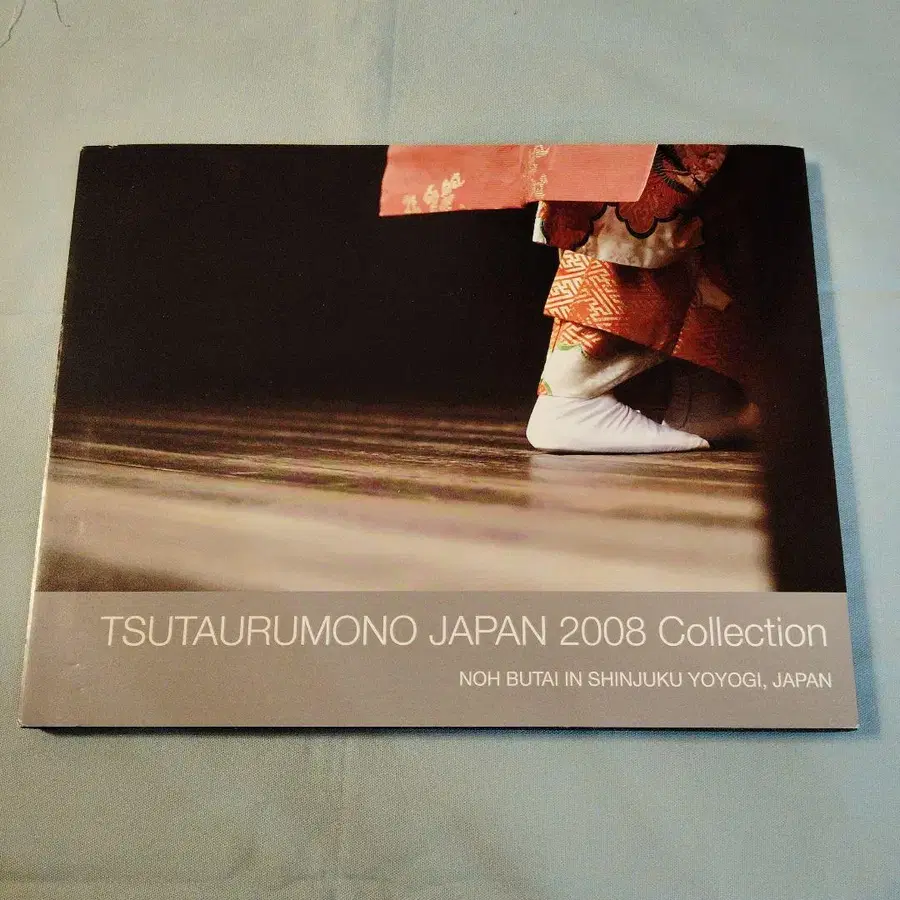 TSUTAURUMONO JAPAN 2008 Collection
NOH BUTAI IN SHINJUKU YOYOGI, JAPAN